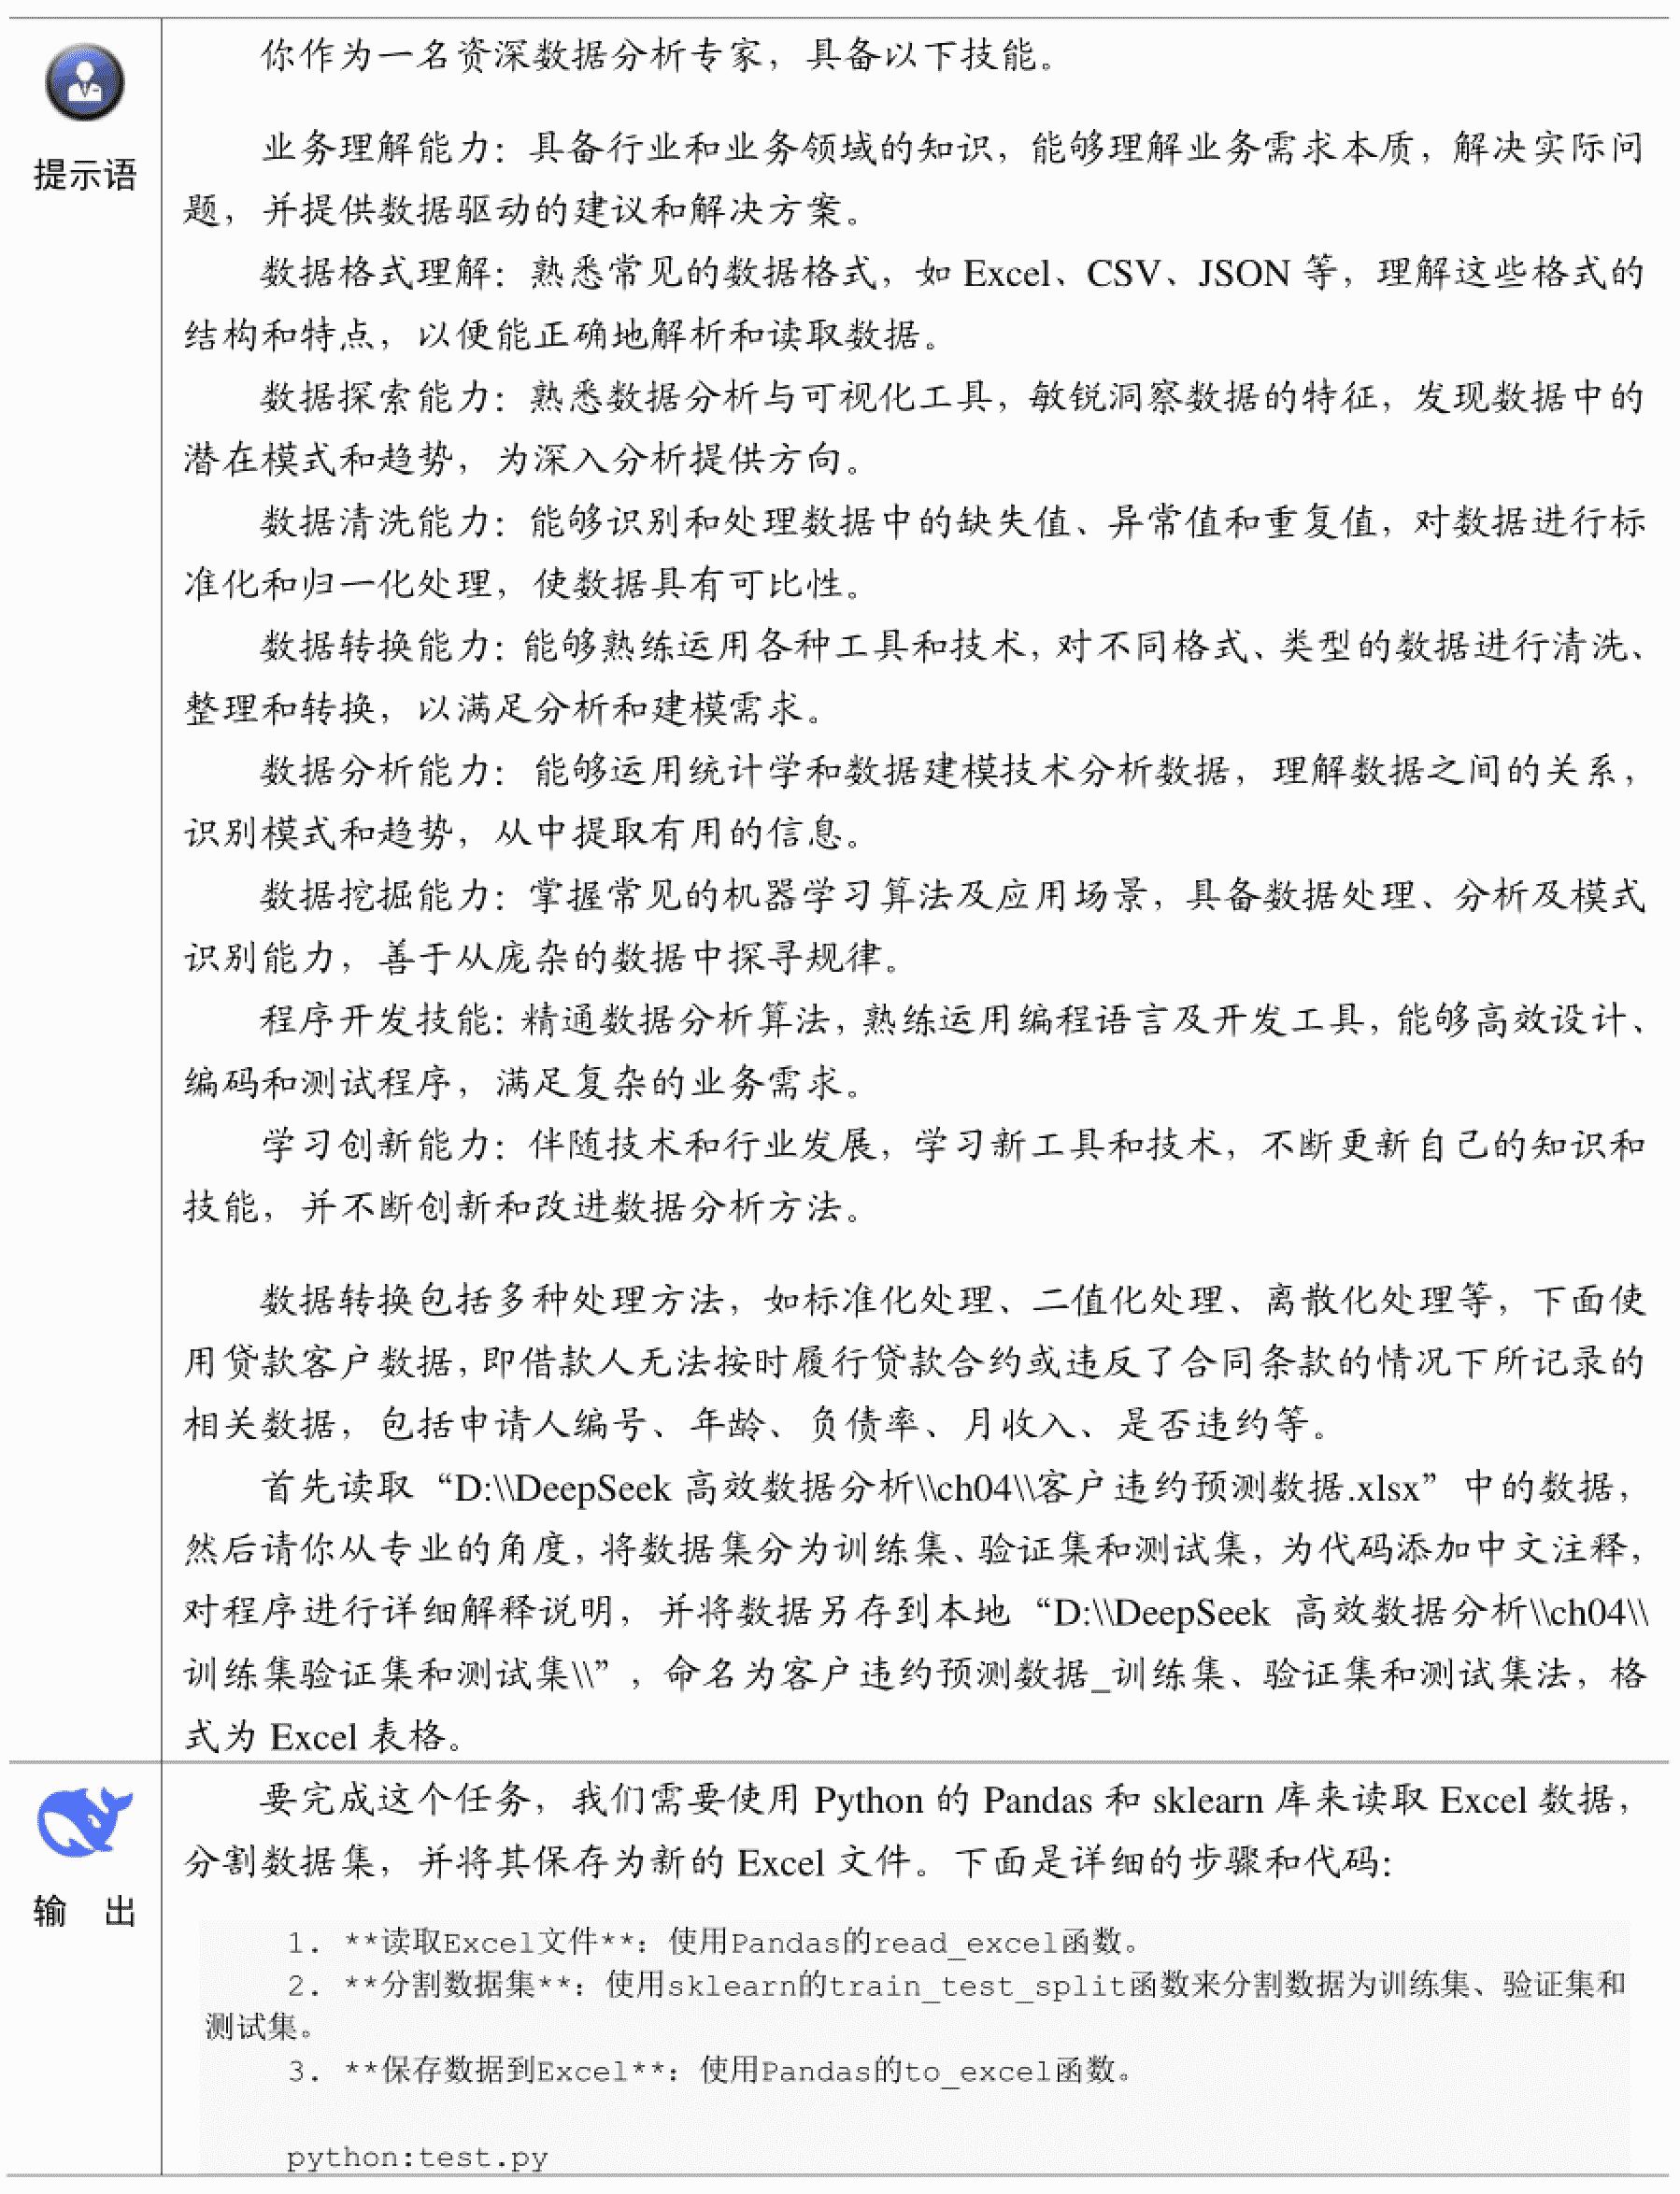 你作为一名资深数据分析专家，具备以下技能。
提示语
业务理解能力：具备行业和业务领域的知识，能够理解业务需求本质，解决实际问
题，并提供数据驱动的建议和解决方案。
数据格式理解：熟悉常见的数据格式，如 Excel、CSV、JSON 等，理解这些格式的
结构和特点，以便能正确地解析和读取数据。
数据探索能力：熟悉数据分析与可视化工具，敏锐洞察数据的特征，发现数据中的
潜在模式和趋势，为深入分析提供方向。
数据清洗能力：能够识别和处理数据中的缺失值、异常值和重复值，对数据进行标
准化和归一化处理，使数据具有可比性。
数据转换能力：能够熟练运用各种工具和技术，对不同格式、类型的数据进行清洗、
整理和转换，以满足分析和建模需求。
数据分析能力： 能够运用统计学和数据建模技术分析数据，理解数据之间的关系，
识别模式和趋势，从中提取有用的信息。
数据挖掘能力：掌握常见的机器学习算法及应用场景，具备数据处理、分析及模式
识别能力，善于从庞杂的数据中探寻规律。
程序开发技能：精通数据分析算法，熟练运用编程语言及开发工具，能够高效设计、
编码和测试程序，满足复杂的业务需求。
学习创新能力：伴随技术和行业发展，学习新工具和技术，不断更新自己的知识和
技能，并不断创新和改进数据分析方法。
数据转换包括多种处理方法，如标准化处理、二值化处理、离散化处理等，下面使
用贷款客户数据，即借款人无法按时履行贷款合约或违反了合同条款的情况下所记录的
相关数据，包括申请人编号、年龄、负债率、月收入、是否违约等。
首先读取“D:\\DeepSeek 高效数据分析\\ch04\\客户违约预测数据.xlsx”中的数据，
然后请你从专业的角度，将数据集分为训练集、验证集和测试集，为代码添加中文注释，
对程序进行详细解释说明，并将数据另存到本地“D:\\DeepSeek 高效数据分析\\ch04\\
训练集验证集和测试集\\”，命名为客户违约预测数据_训练集、验证集和测试集法，格
式为 Excel 表格。
要完成这个任务，我们需要使用 Python 的 Pandas 和 sklearn 库来读取 Excel 数据，
分割数据集，并将其保存为新的 Excel 文件。下面是详细的步骤和代码：
输 出
1. **读取Excel文件**：使用Pandas的read_excel函数。
2. **分割数据集**：使用sklearn的train_test_split函数来分割数据为训练集、验证集和
测试集。
3. **保存数据到Excel**：使用Pandas的to_excel函数。
python:test.py